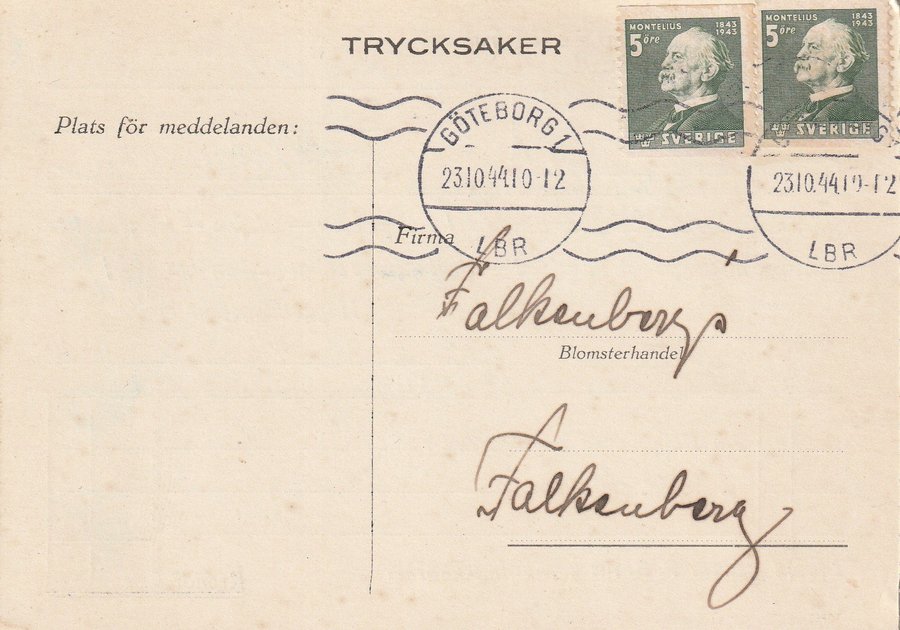 TRYCKSAKER
MONTELIUS 1843 1943
5 öre
SVERIGE
MONTELIUS 1843 1943
5 öre
SVERIGE
Plats för meddelanden:
GÖTEBORG 1
23.10.44.10-12
LBR
23.10.44.10-12
LBR
Firma
Falkenbergs
Blomsterhandel
Falkenberg